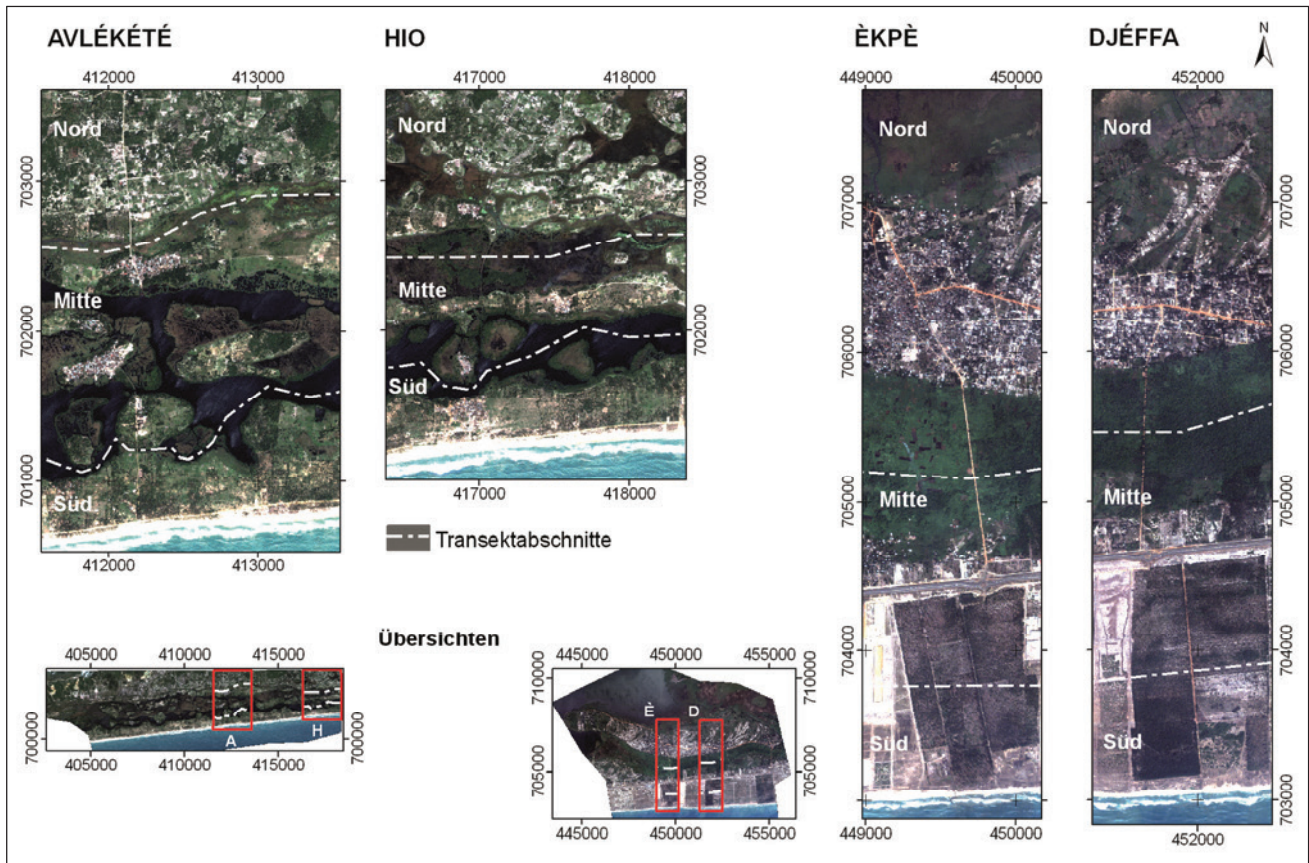 AVLÉKÉTÉ
HIO
ÈKPÈ
DJÉFFA
N
412000 413000
417000 418000
449000 450000
452000
Nord
Mitte
Süd
Süd
703000
702000
701000
412000 413000
Nord
Mitte
Süd
703000
702000
417000 418000
Transektabschnitte
Nord
Mitte
Süd
707000
706000
705000
704000
449000 450000
Nord
Mitte
Süd
707000
706000
705000
704000
703000
452000
Übersichten
405000 410000 415000
700000
700000
A
H
405000 410000 415000
445000 450000 455000
710000
705000
710000
705000
È
D
445000 450000 455000